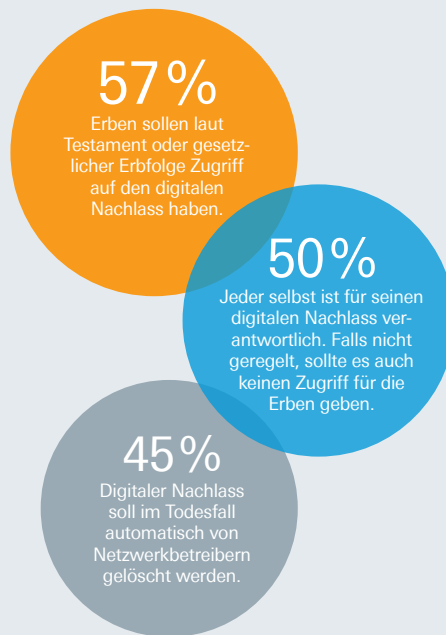 57 %
Erben sollen laut
Testament oder gesetz-
licher Erbfolge Zugriff
auf den digitalen
Nachlass haben.
50 %
Jeder selbst ist für seinen
digitalen Nachlass ver-
antwortlich. Falls nicht
geregelt, sollte es auch
keinen Zugriff für die
Erben geben.
45 %
Digitaler Nachlass
soll im Todesfall
automatisch von
Netzwerkbetreibern
gelöscht werden.